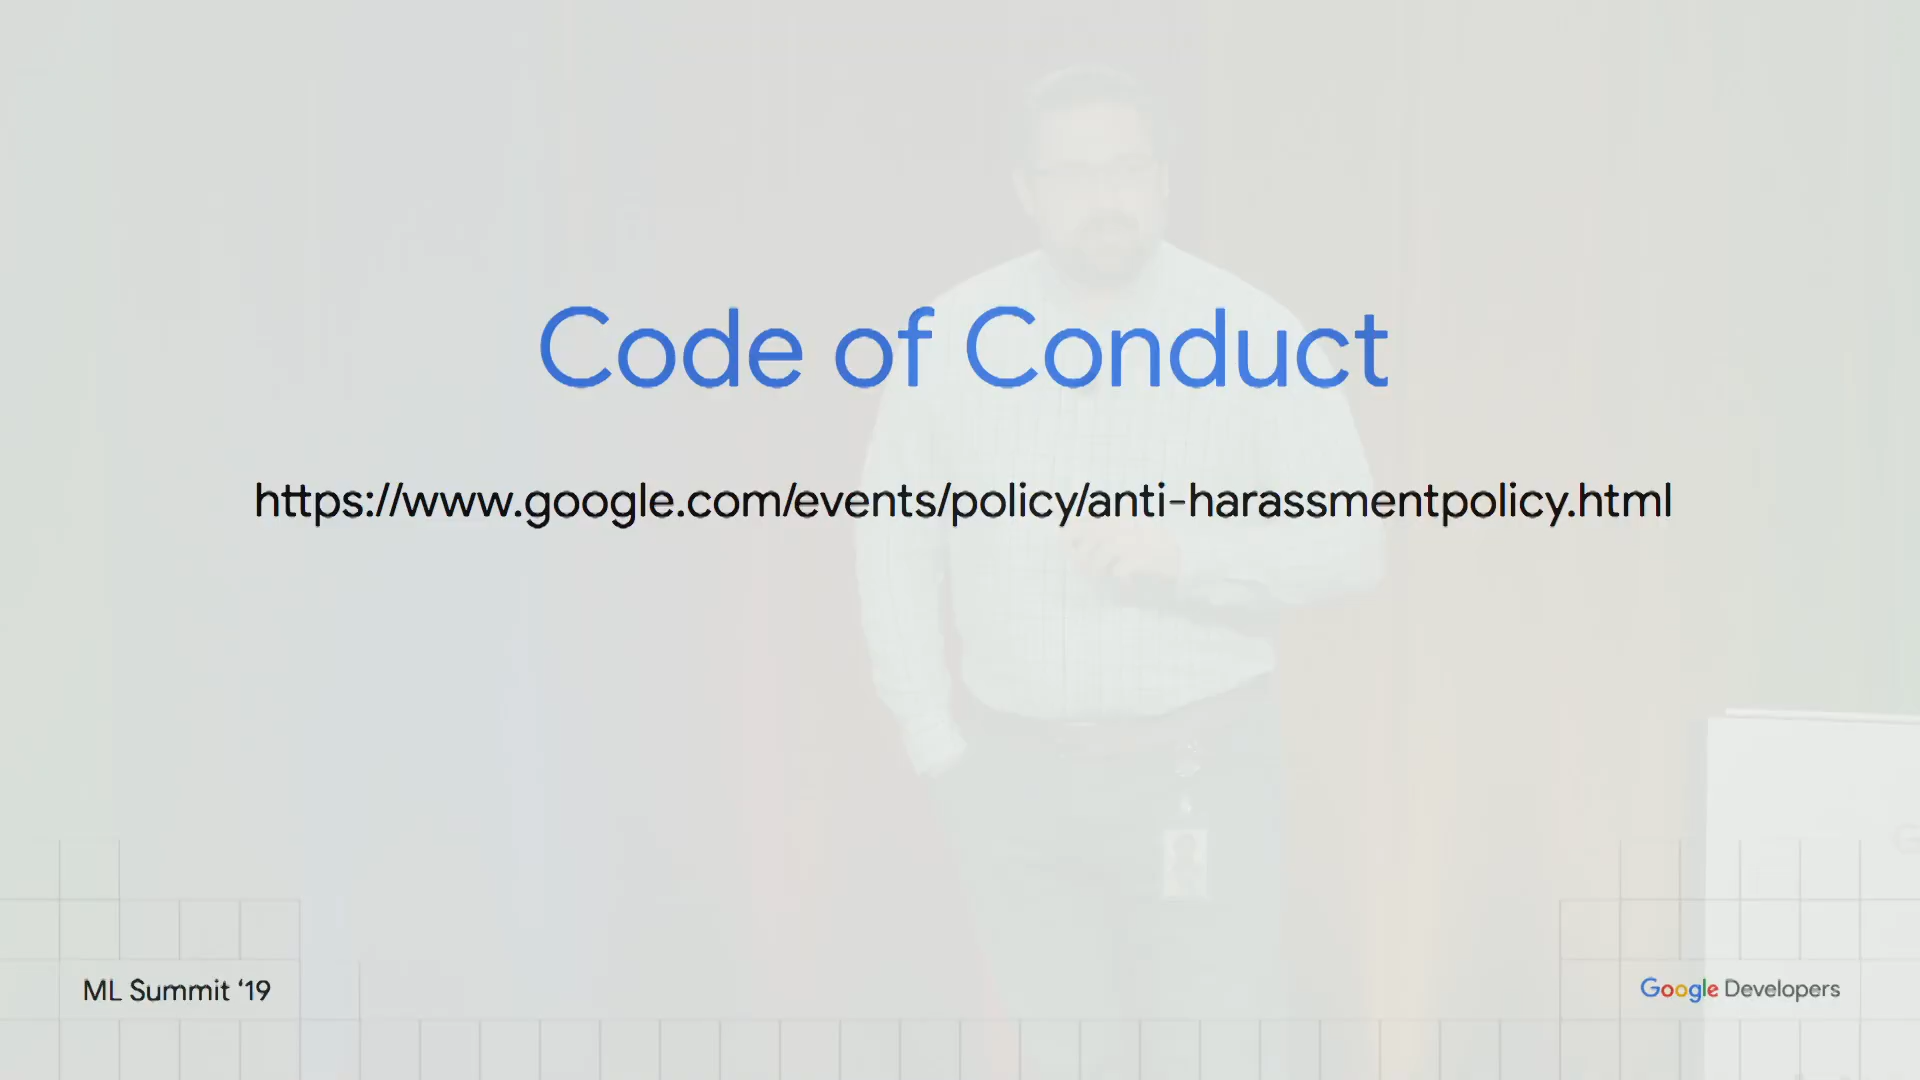 Code of Conduct
https://www.google.com/events/policy/anti-harassmentpolicy.html
ML Summit ‘19
Google Developers